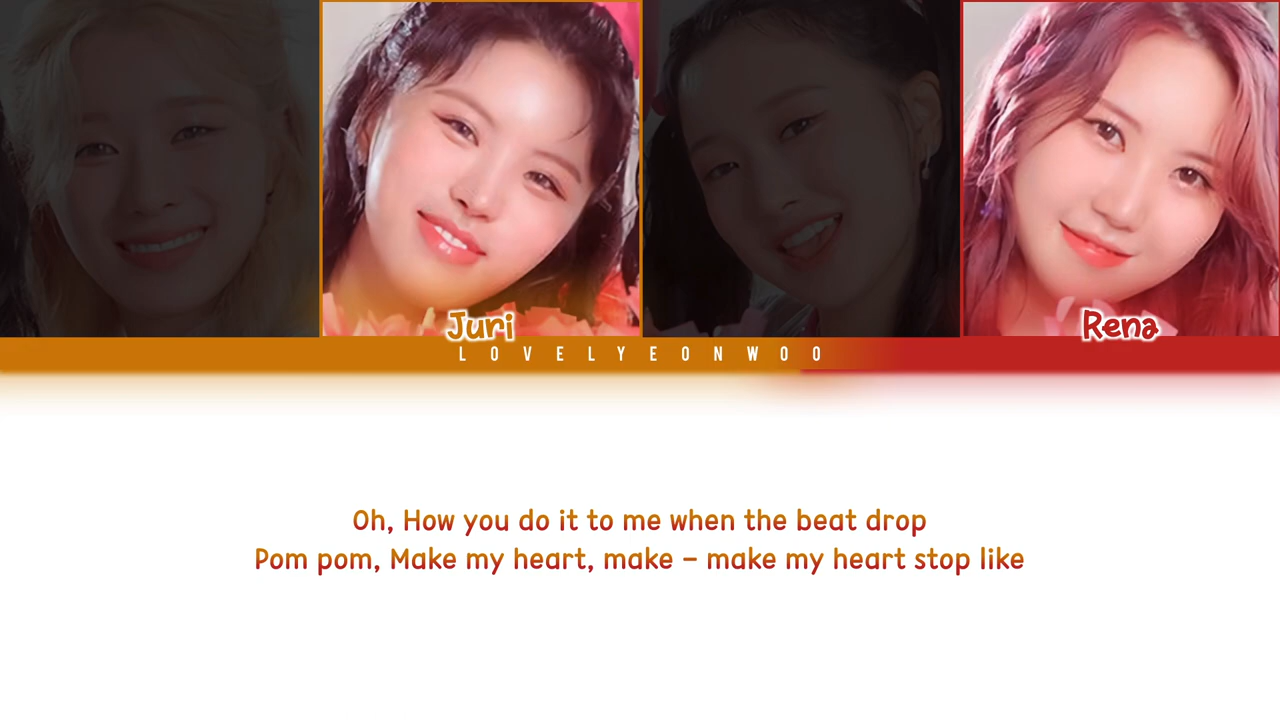 Juri
Rena
LOVELYEONWOO
Oh, How you do it to me when the beat drop
Pom pom, Make my heart, make – make my heart stop like